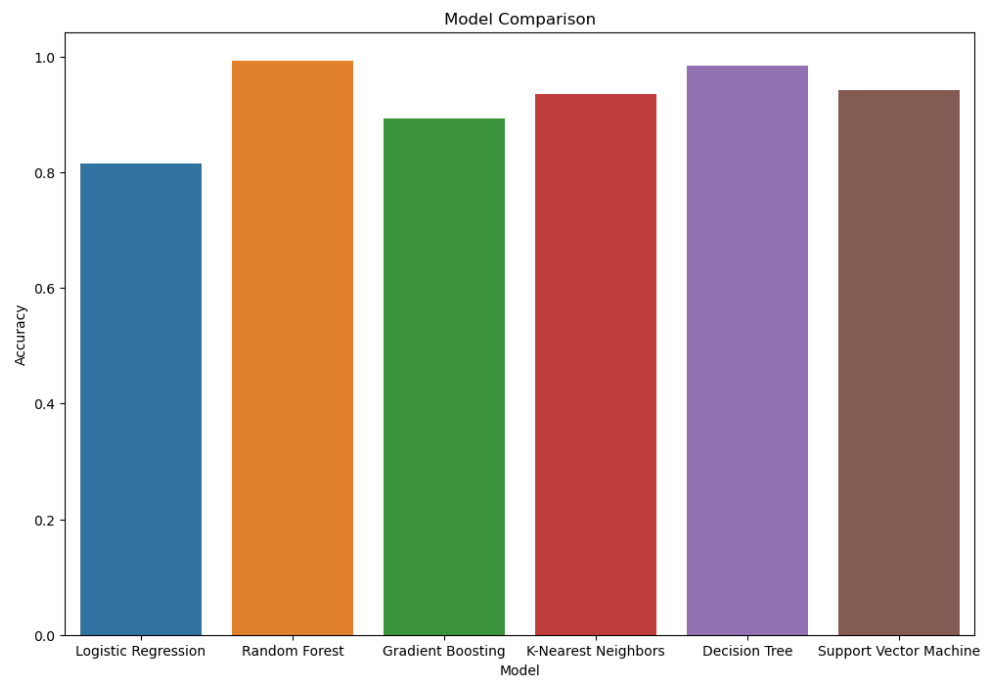 Model Comparison
1.0
0.8
0.6
0.4
0.2
0.0
Accuracy
Logistic Regression Random Forest Gradient Boosting K-Nearest Neighbors Decision Tree Support Vector Machine
Model